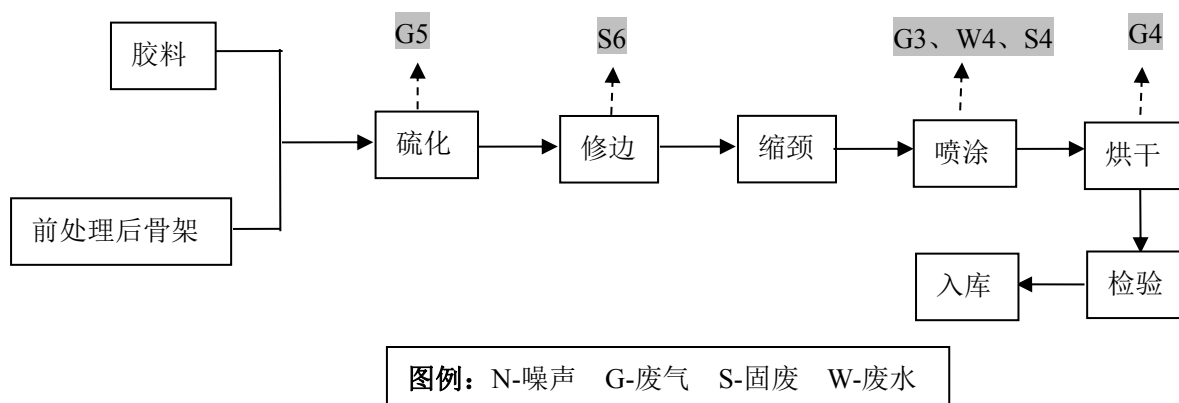 G5
S6
G3、W4、S4
G4
胶料
硫化
修边
缩颈
喷涂
烘干
前处理后骨架
入库
检验
图例：N-噪声 G-废气 S-固废 W-废水